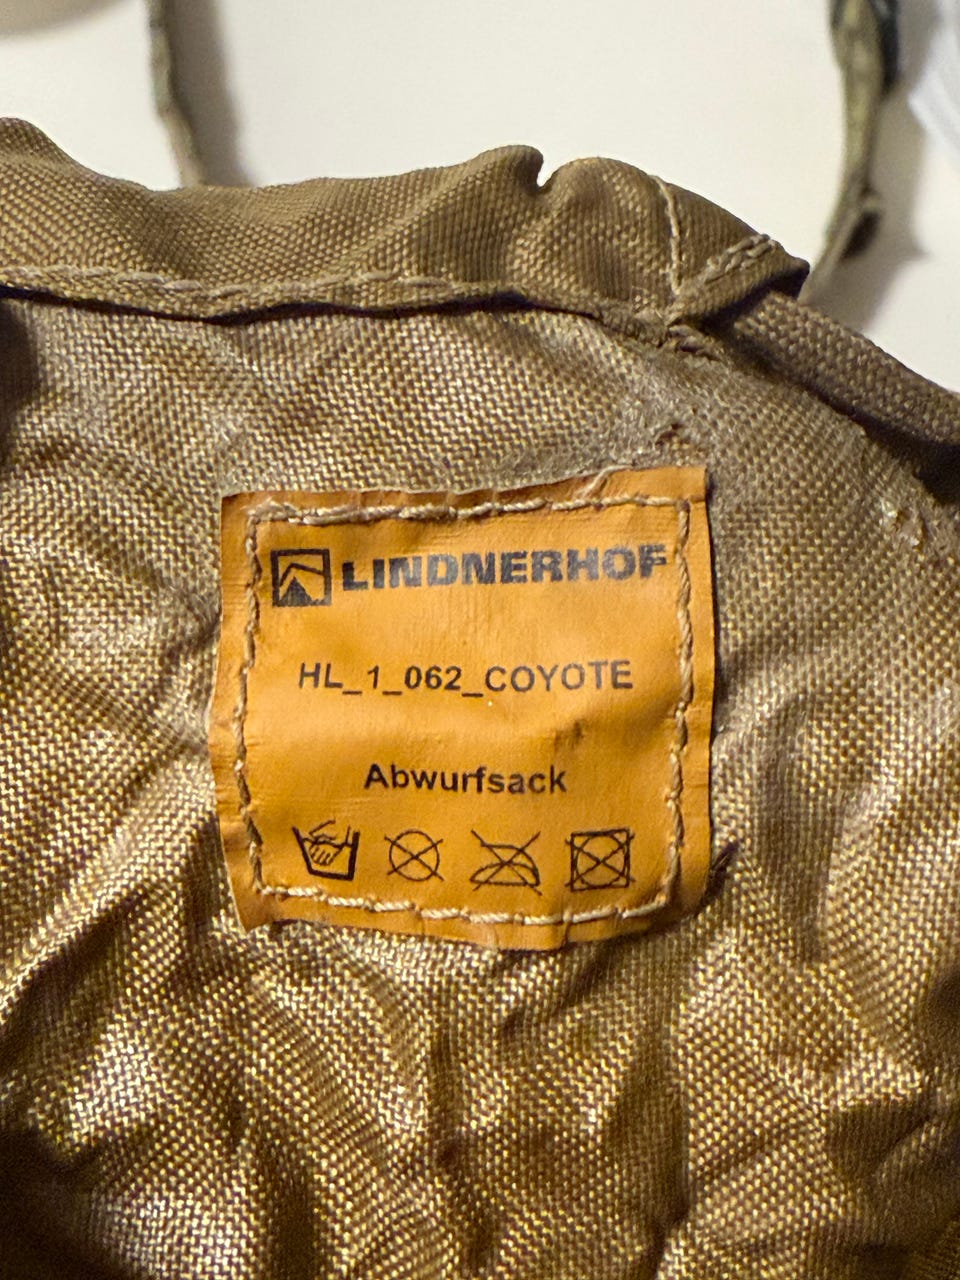 LINDNERHOF
HL_1_062_COYOTE
Abwurfsack